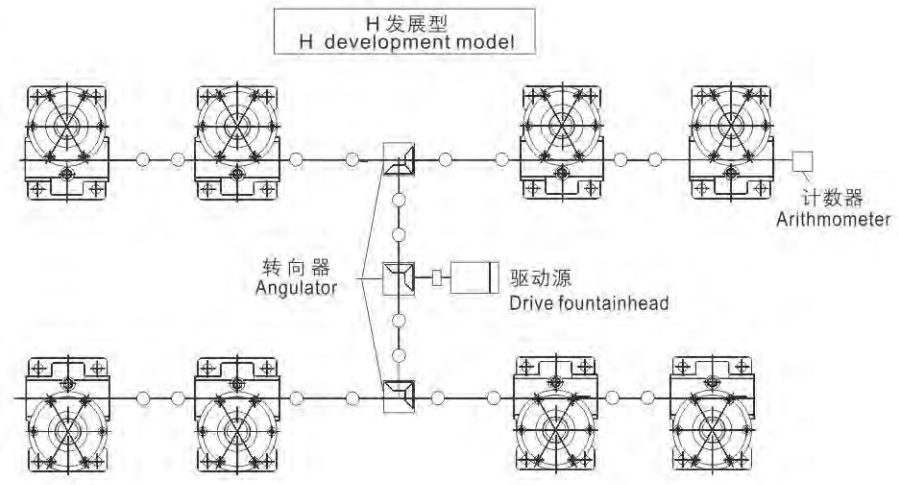 H 发展型
H development model
计数器
Arithmometer
转向器
Angulator
驱动源
Drive fountainhead